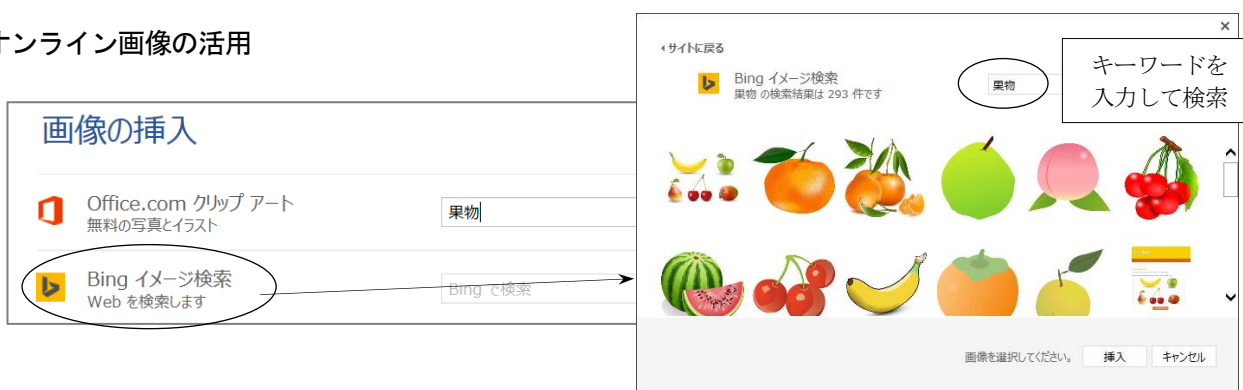 オンライン画像の活用
画像の挿入
Office.com クリップ アート
無料の写真とイラスト
果物
Bing イメージ検索
Web を検索します
Bing で検索
サイトに戻る
Bing イメージ検索
果物 の検索結果は 293 件です
果物
キーワードを
入力して検索
画像を選択してください。
挿入
キャンセル